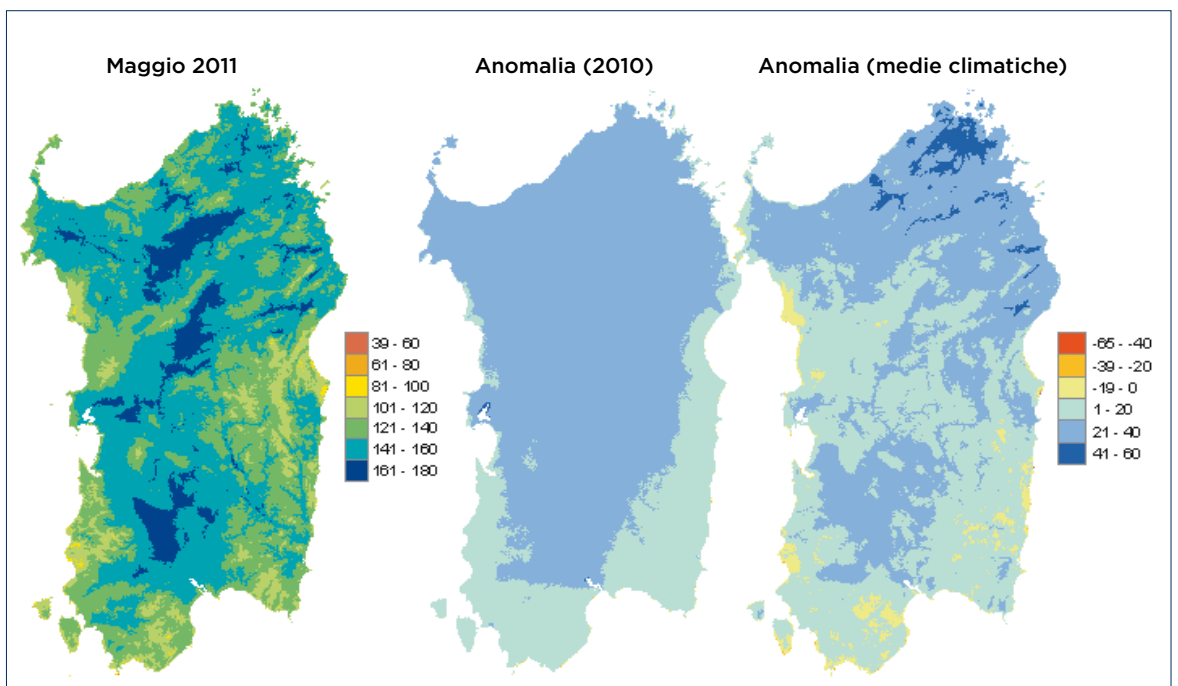 Maggio 2011
Anomalia (2010)
Anomalia (medie climatiche)
39 - 60
61 - 80
81 - 100
101 - 120
121 - 140
141 - 160
161 - 180
-65 - -40
-39 - -20
-19 - 0
1 - 20
21 - 40
41 - 60